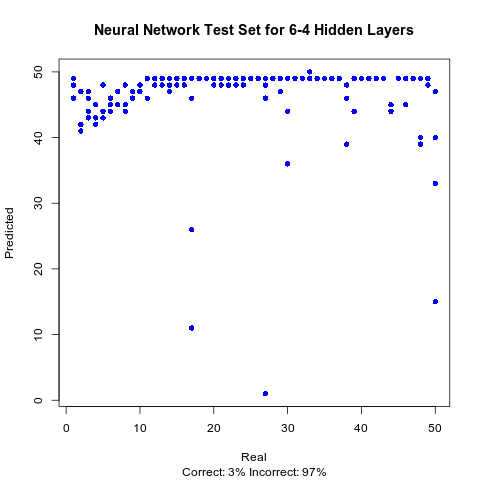 Neural Network Test Set for 6-4 Hidden Layers
Predicted
50
40
30
20
10
0
0 10 20 30 40 50
Real
Correct: 3% Incorrect: 97%